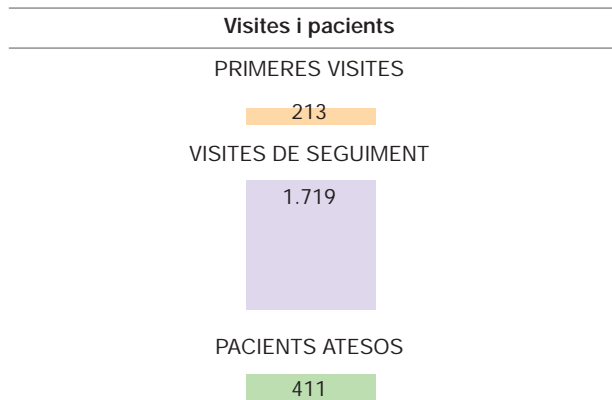 Visites i pacients
PRIMERES VISITES
213
VISITES DE SEGUIMENT
1.719
PACIENTS ATESOS
411